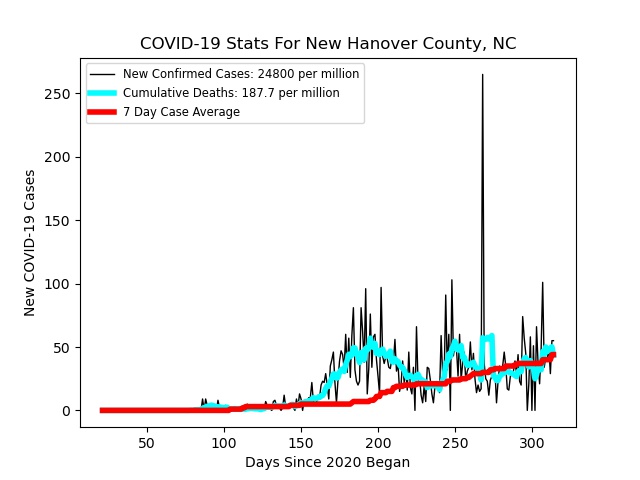 COVID-19 Stats For New Hanover County, NC
New Confirmed Cases: 24800 per million
Cumulative Deaths: 187.7 per million
7 Day Case Average
250
200
150
100
50
0
New COVID-19 Cases
50 100 150 200 250 300
Days Since 2020 Began